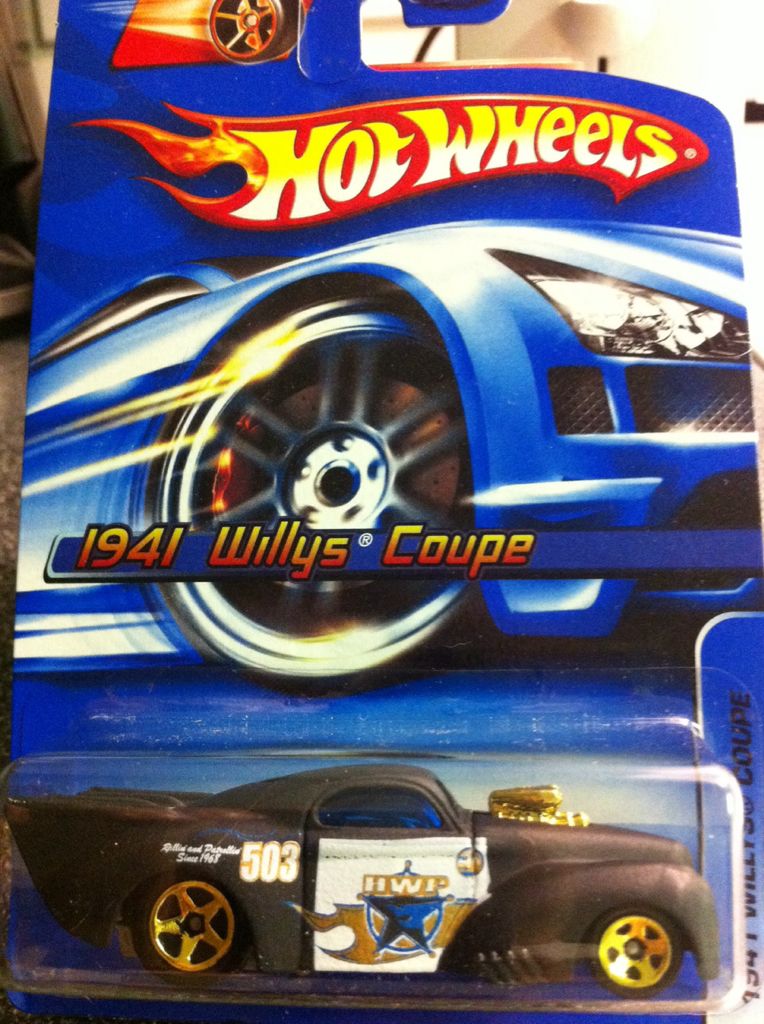 HOT WHEELS®
1941 Willys® Coupe
1941 WILLYS® COUPE
Rollin' and Patrollin'
Since 1968
503
HWP